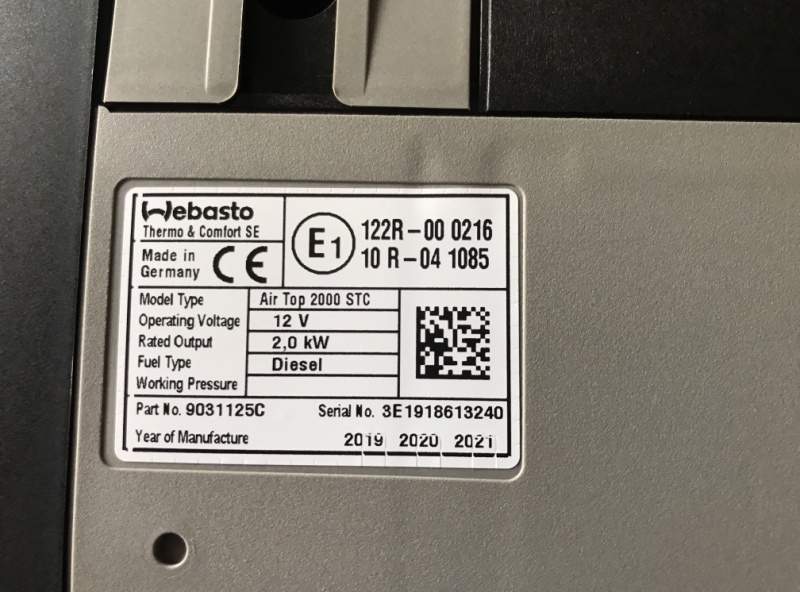 Webasto
Thermo & Comfort SE
Made in
Germany
CE
E1
122R-00 0216
10 R-04 1085
Model Type Air Top 2000 STC
Operating Voltage 12 V
Rated Output 2,0 kW
Fuel Type Diesel
Working Pressure
Part No. 9031125C Serial No. 3E1918613240
Year of Manufacture 2019 2020 2021